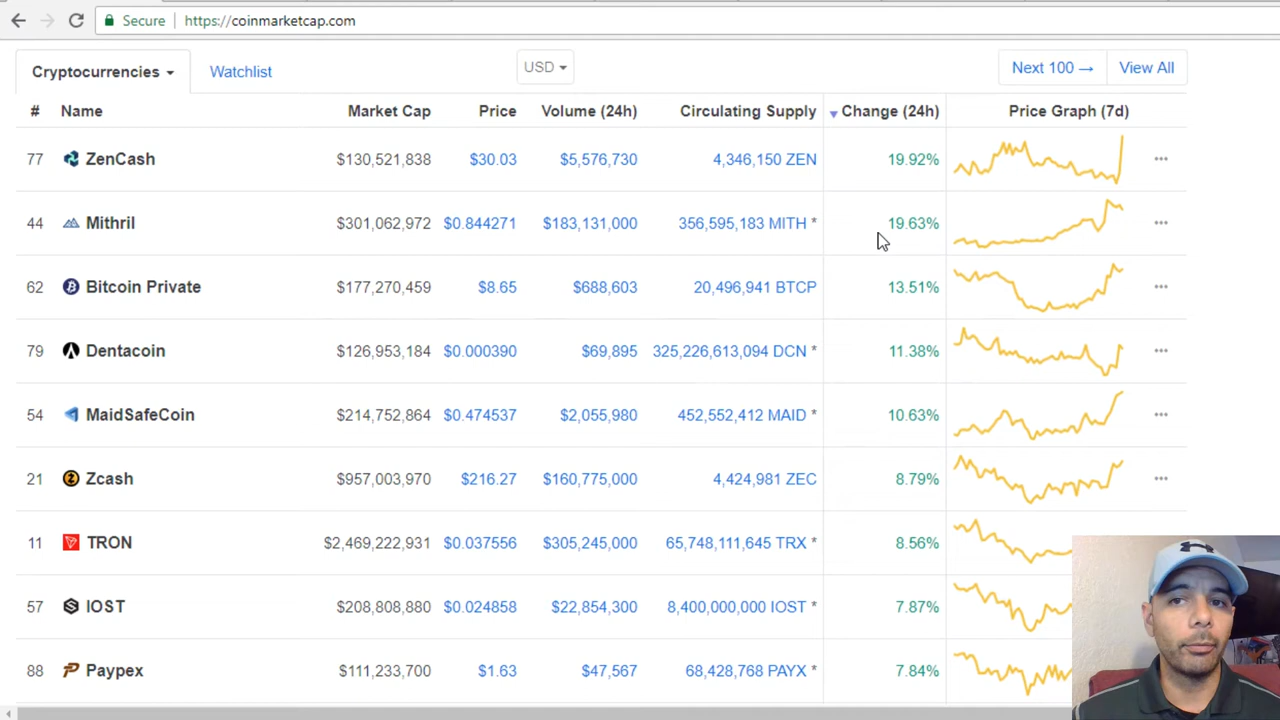 Secure https://coinmarketcap.com
Cryptocurrencies Watchlist USD Next 100 → View All
# Name Market Cap Price Volume (24h) Circulating Supply Change (24h) Price Graph (7d)
77 ZenCash $130,521,838 $30.03 $5,576,730 4,346,150 ZEN 19.92%
44 Mithril $301,062,972 $0.844271 $183,131,000 356,595,183 MITH * 19.63%
62 Bitcoin Private $177,270,459 $8.65 $688,603 20,496,941 BTCP 13.51%
79 Dentacoin $126,953,184 $0.000390 $69,895 325,226,613,094 DCN * 11.38%
54 MaidSafeCoin $214,752,864 $0.474537 $2,055,980 452,552,412 MAID * 10.63%
21 Zcash $957,003,970 $216.27 $160,775,000 4,424,981 ZEC 8.79%
11 TRON $2,469,222,931 $0.037556 $305,245,000 65,748,111,645 TRX * 8.56%
57 IOST $208,808,880 $0.024858 $22,854,300 8,400,000,000 IOST * 7.87%
88 Paypex $111,233,700 $1.63 $47,567 68,428,768 PAYX * 7.84%